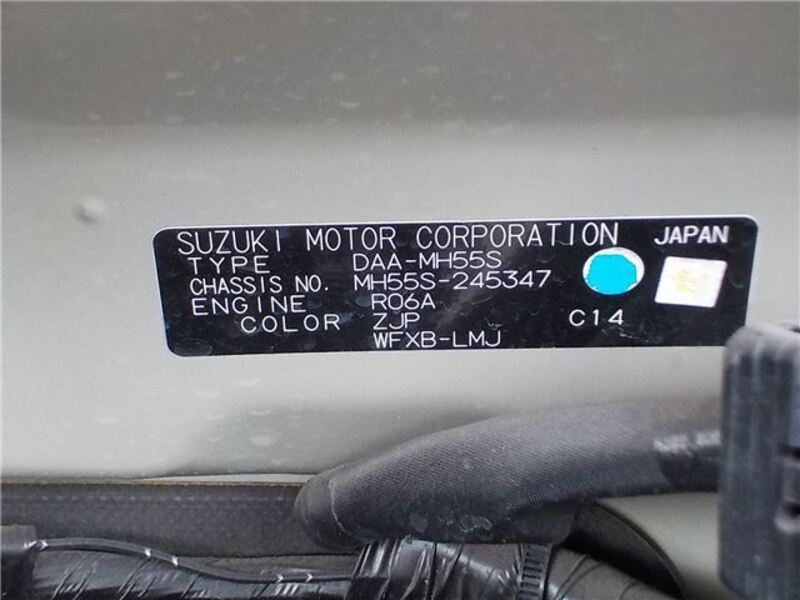 SUZUKI MOTOR CORPORATION JAPAN
TYPE DAA-MH55S
CHASSIS NO. MH55S-245347
ENGINE R06A
COLOR ZJP C14
WFXB-LMJ